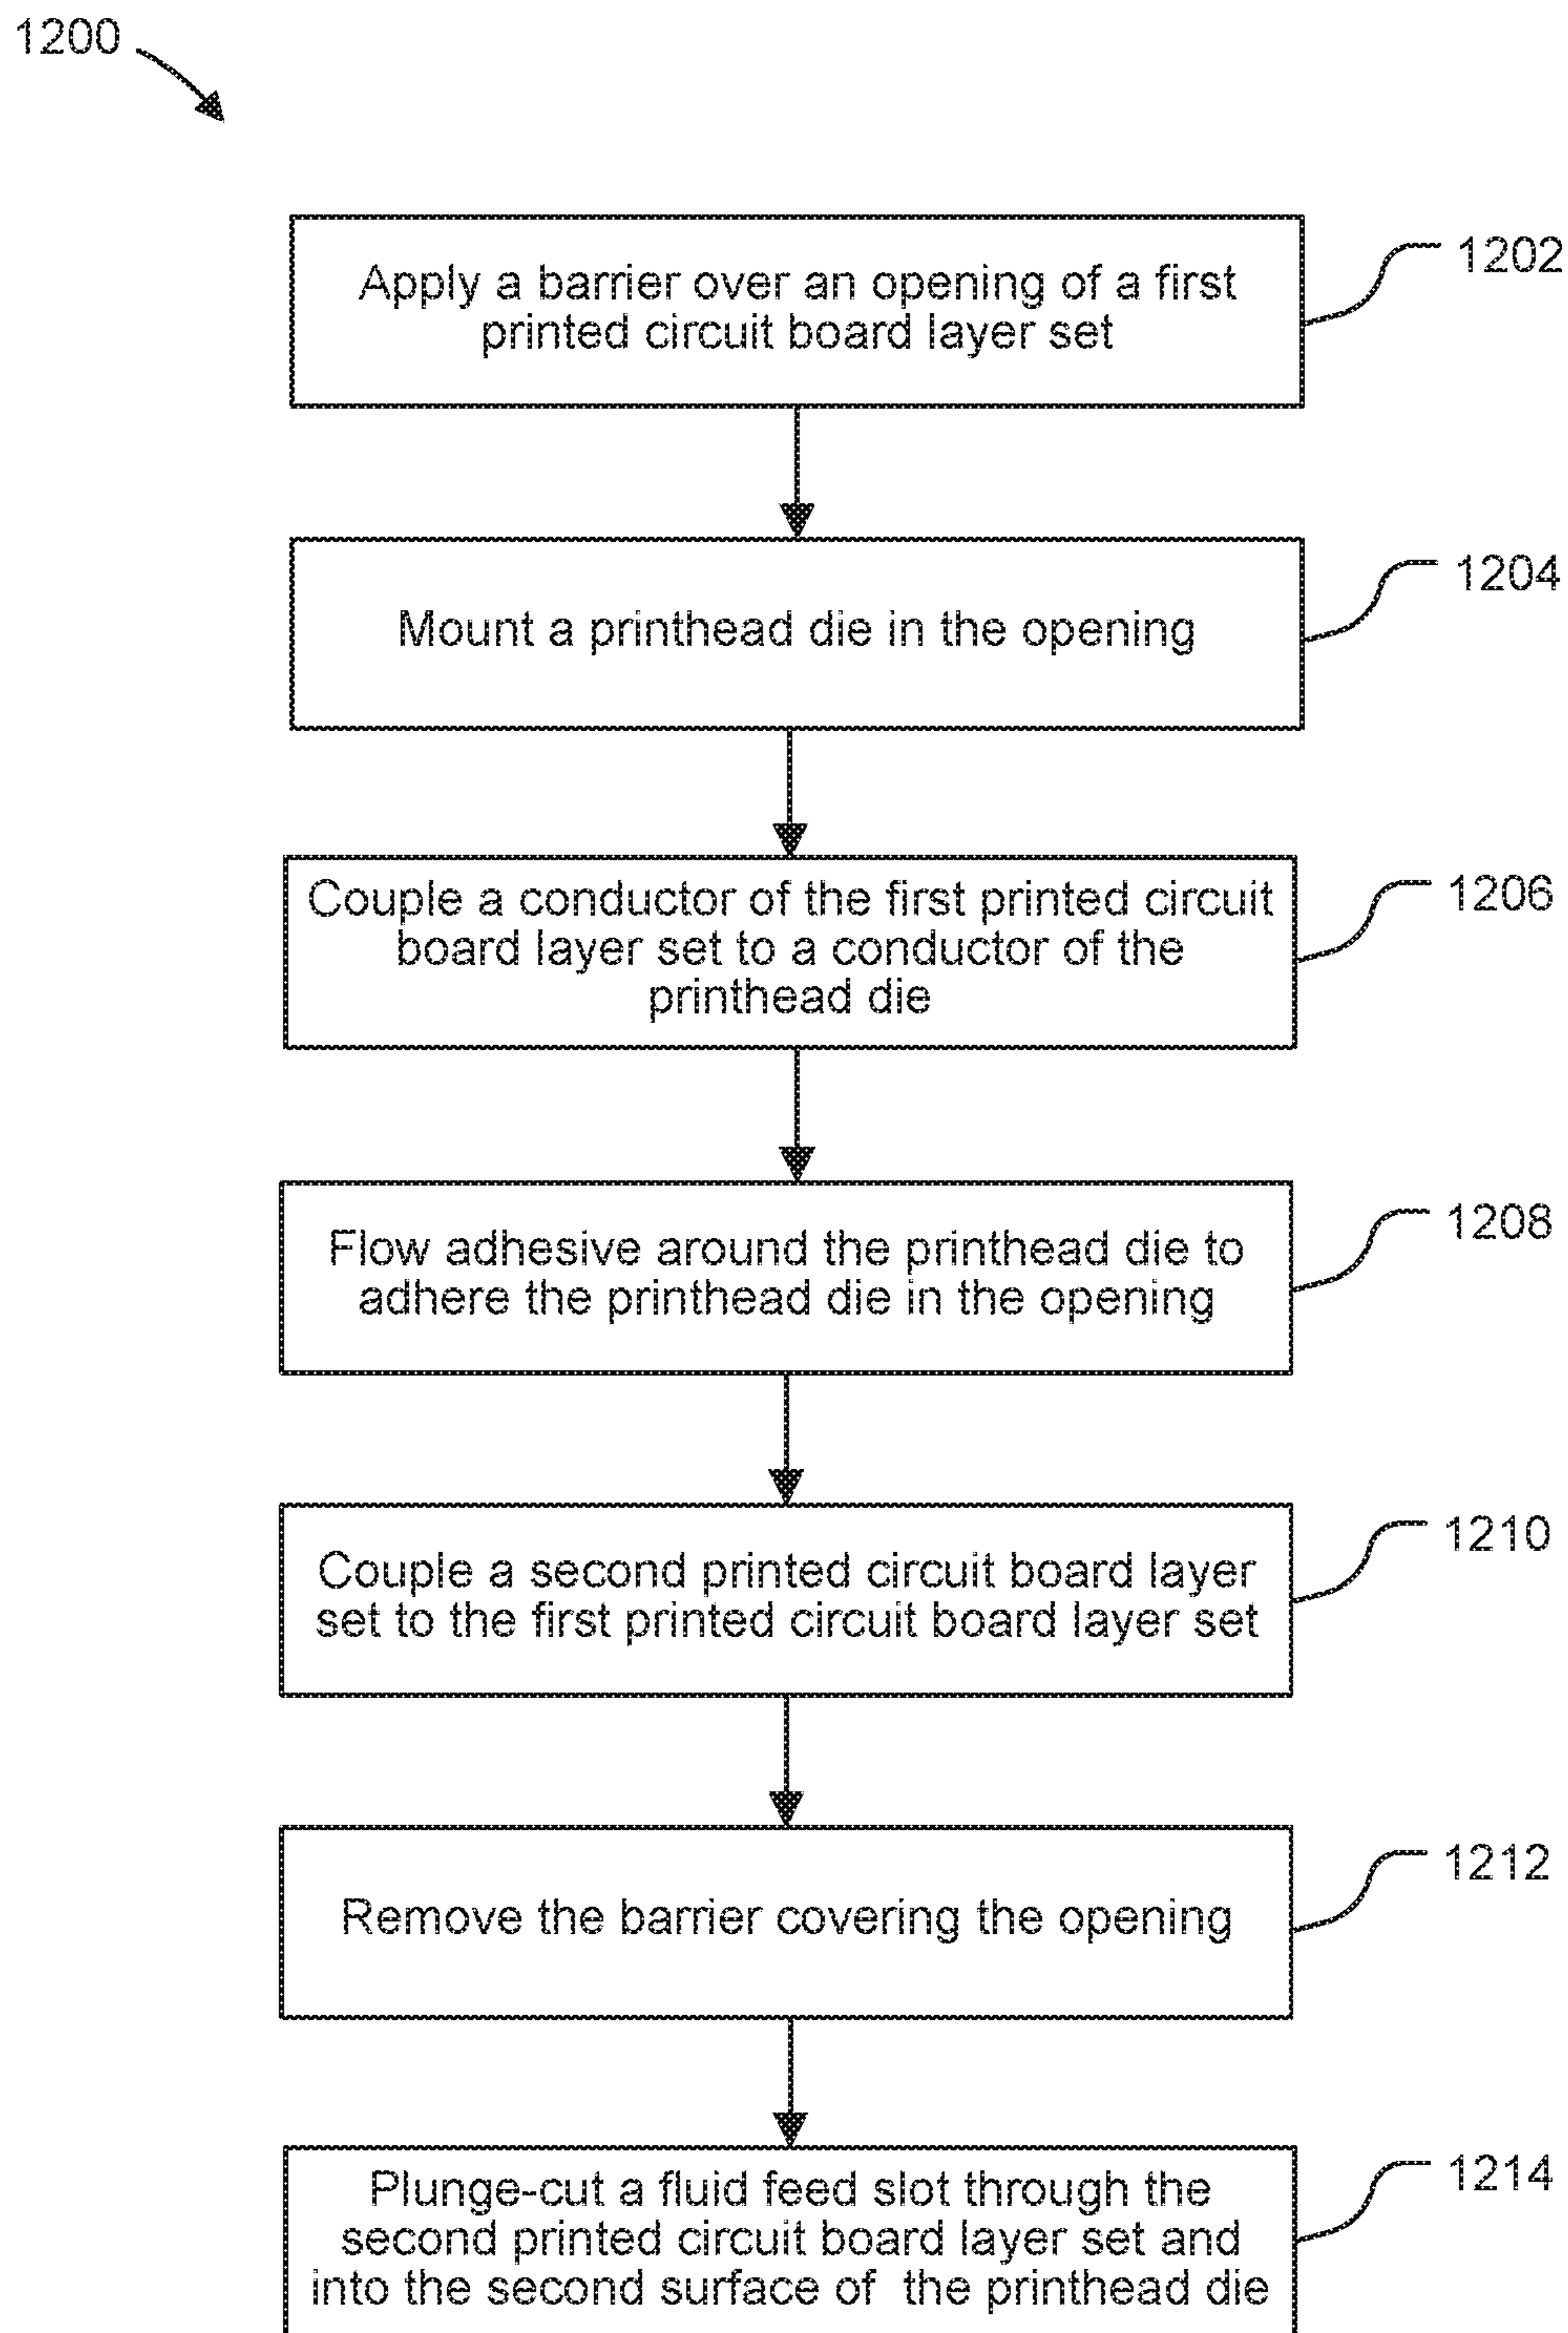 1200
Apply a barrier over an opening of a first
printed circuit board layer set
1202
Mount a printhead die in the opening
1204
Couple a conductor of the first printed circuit
board layer set to a conductor of the
printhead die
1206
Flow adhesive around the printhead die to
adhere the printhead die in the opening
1208
Couple a second printed circuit board layer
set to the first printed circuit board layer set
1210
Remove the barrier covering the opening
1212
Plunge-cut a fluid feed slot through the
second printed circuit board layer set and
into the second surface of the printhead die
1214